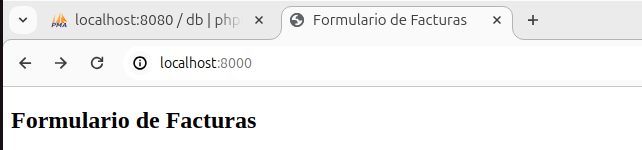 localhost:8080 / db | php
Formulario de Facturas
localhost:8000
Formulario de Facturas